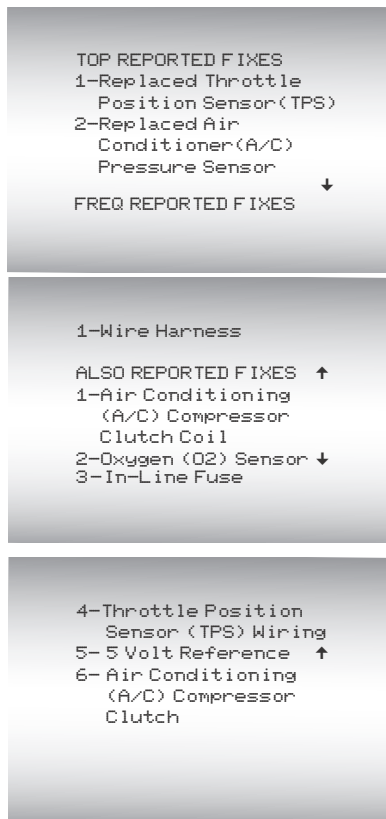 TOP REPORTED FIXES
1-Replaced Throttle
Position Sensor(TPS)
2-Replaced Air
Conditioner(A/C)
Pressure Sensor
↓
FREQ REPORTED FIXES
1-Wire Harness
ALSO REPORTED FIXES ↑
1-Air Conditioning
(A/C) Compressor
Clutch Coil
2-Oxygen (O2) Sensor ↓
3-In-Line Fuse
4-Throttle Position
Sensor (TPS) Wiring
5- 5 Volt Reference ↑
6- Air Conditioning
(A/C) Compressor
Clutch